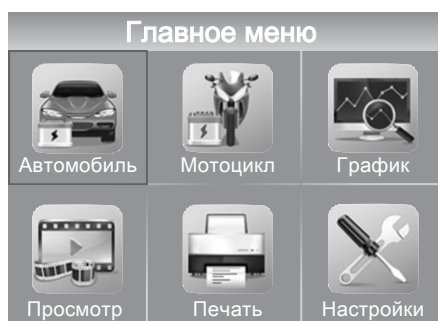 Главное меню
Автомобиль
Мотоцикл
График
Просмотр
Печать
Настройки